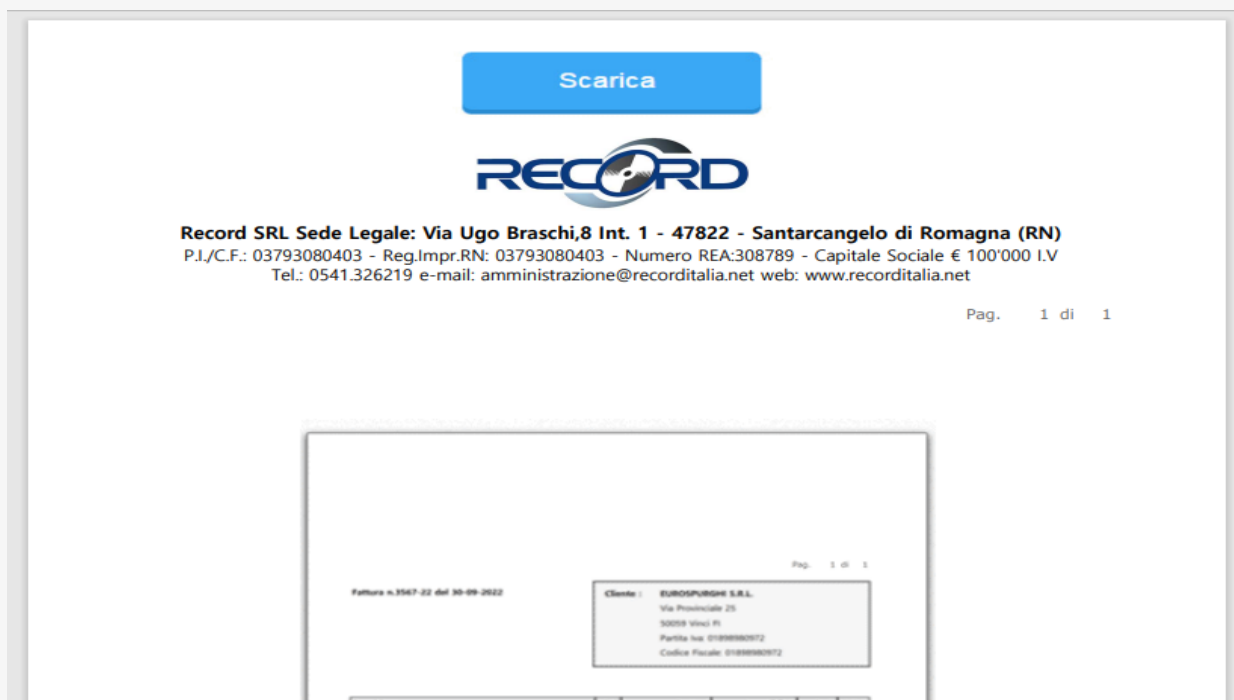 Scarica
RECORD
Record SRL Sede Legale: Via Ugo Braschi,8 Int. 1 - 47822 - Santarcangelo di Romagna (RN)
P.I./C.F.: 03793080403 - Reg.Impr.RN: 03793080403 - Numero REA:308789 - Capitale Sociale € 100'000 I.V
Tel.: 0541.326219 e-mail: amministrazione@recorditalia.net web: www.recorditalia.net
Pag. 1 di 1
Pag. 1 di 1
Fattura n.3567-22 del 30-09-2022
Cliente : EUROSPURGHI S.R.L.
Via Provinciale 25
50059 Vinci FI
Partita Iva: 01898980972
Codice Fiscale: 01898980972